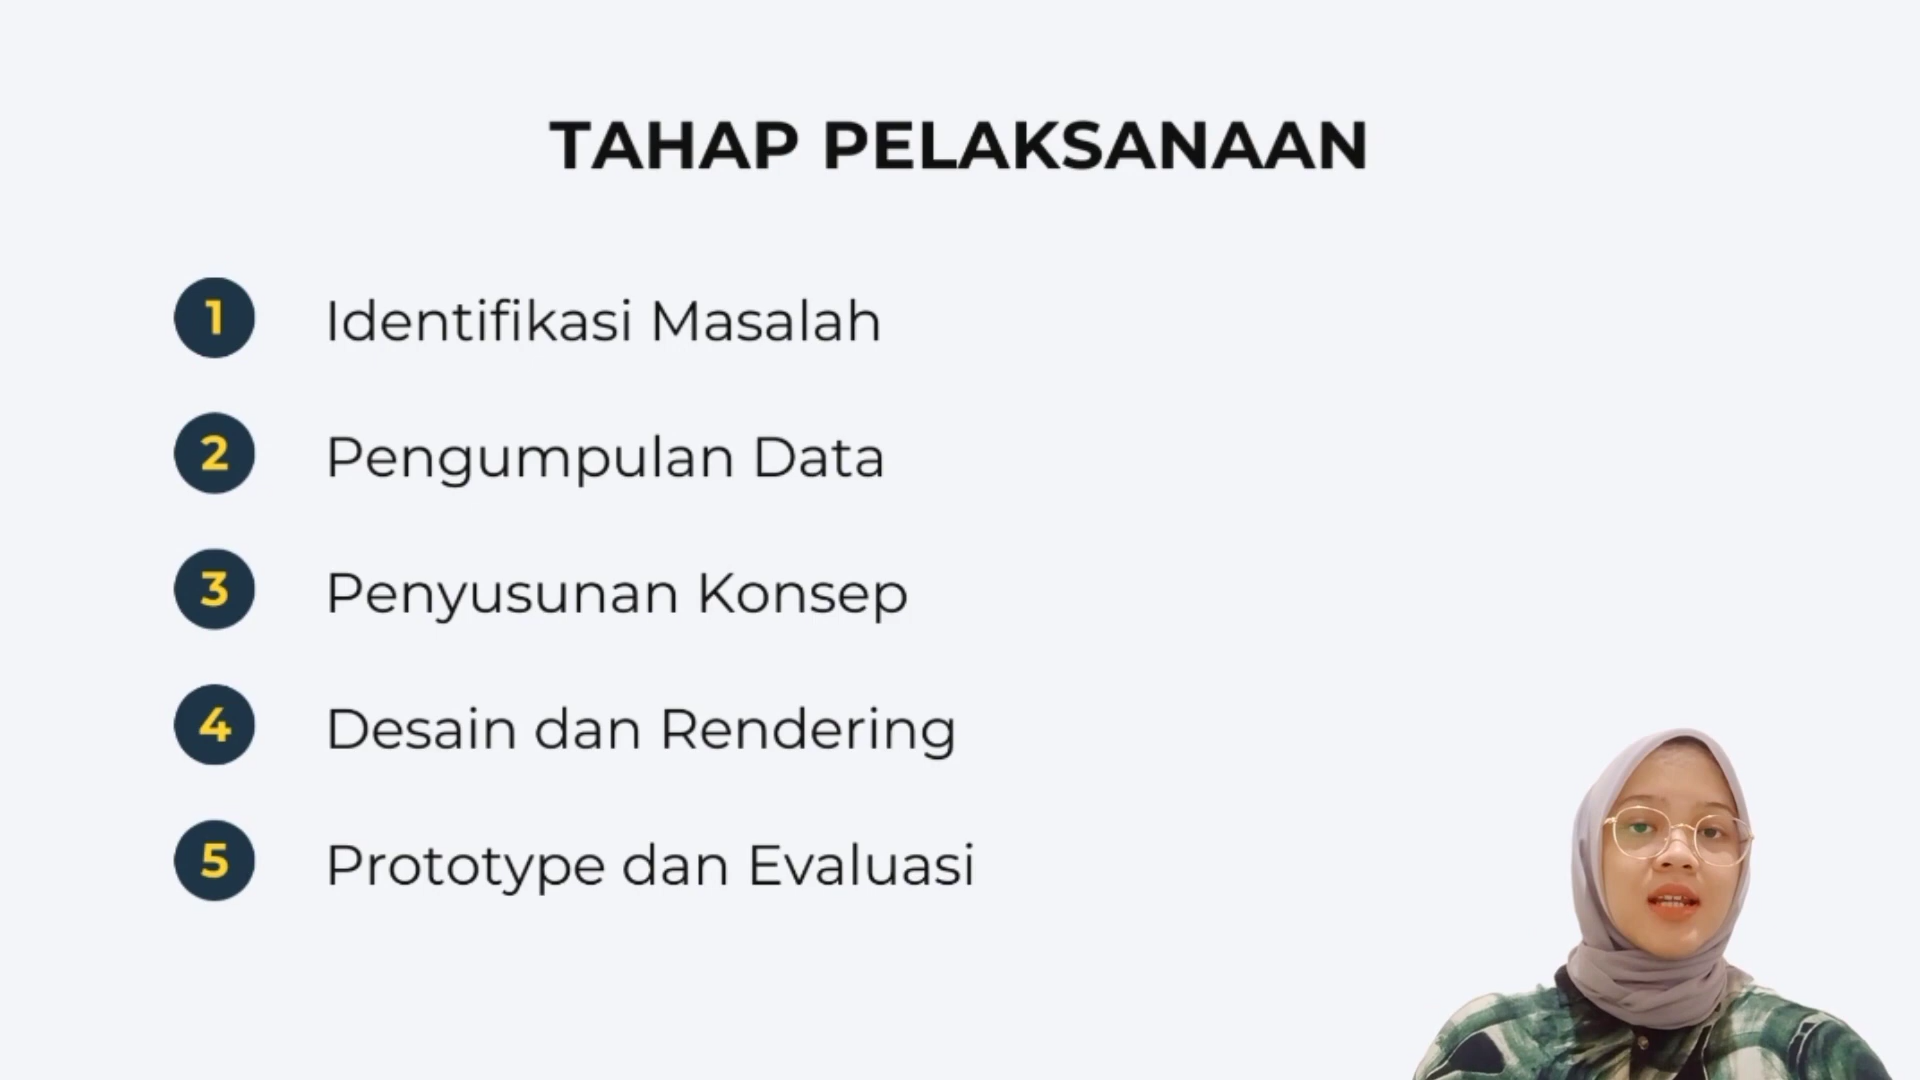 TAHAP PELAKSANAAN
1 Identifikasi Masalah
2 Pengumpulan Data
3 Penyusunan Konsep
4 Desain dan Rendering
5 Prototype dan Evaluasi